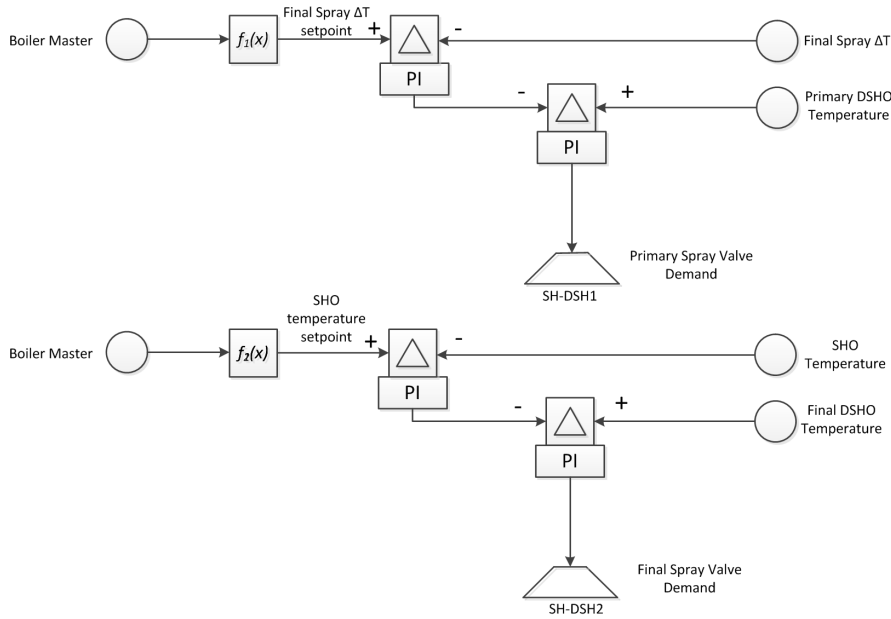 Final Spray ΔT
setpoint
+
-
Boiler Master
f₁(x)
Final Spray ΔT
PI
-
+
Primary DSHO
Temperature
PI
Primary Spray Valve
Demand
SH-DSH1
SHO
temperature
setpoint
+
-
Boiler Master
f₂(x)
SHO
Temperature
PI
-
+
Final DSHO
Temperature
PI
Final Spray Valve
Demand
SH-DSH2